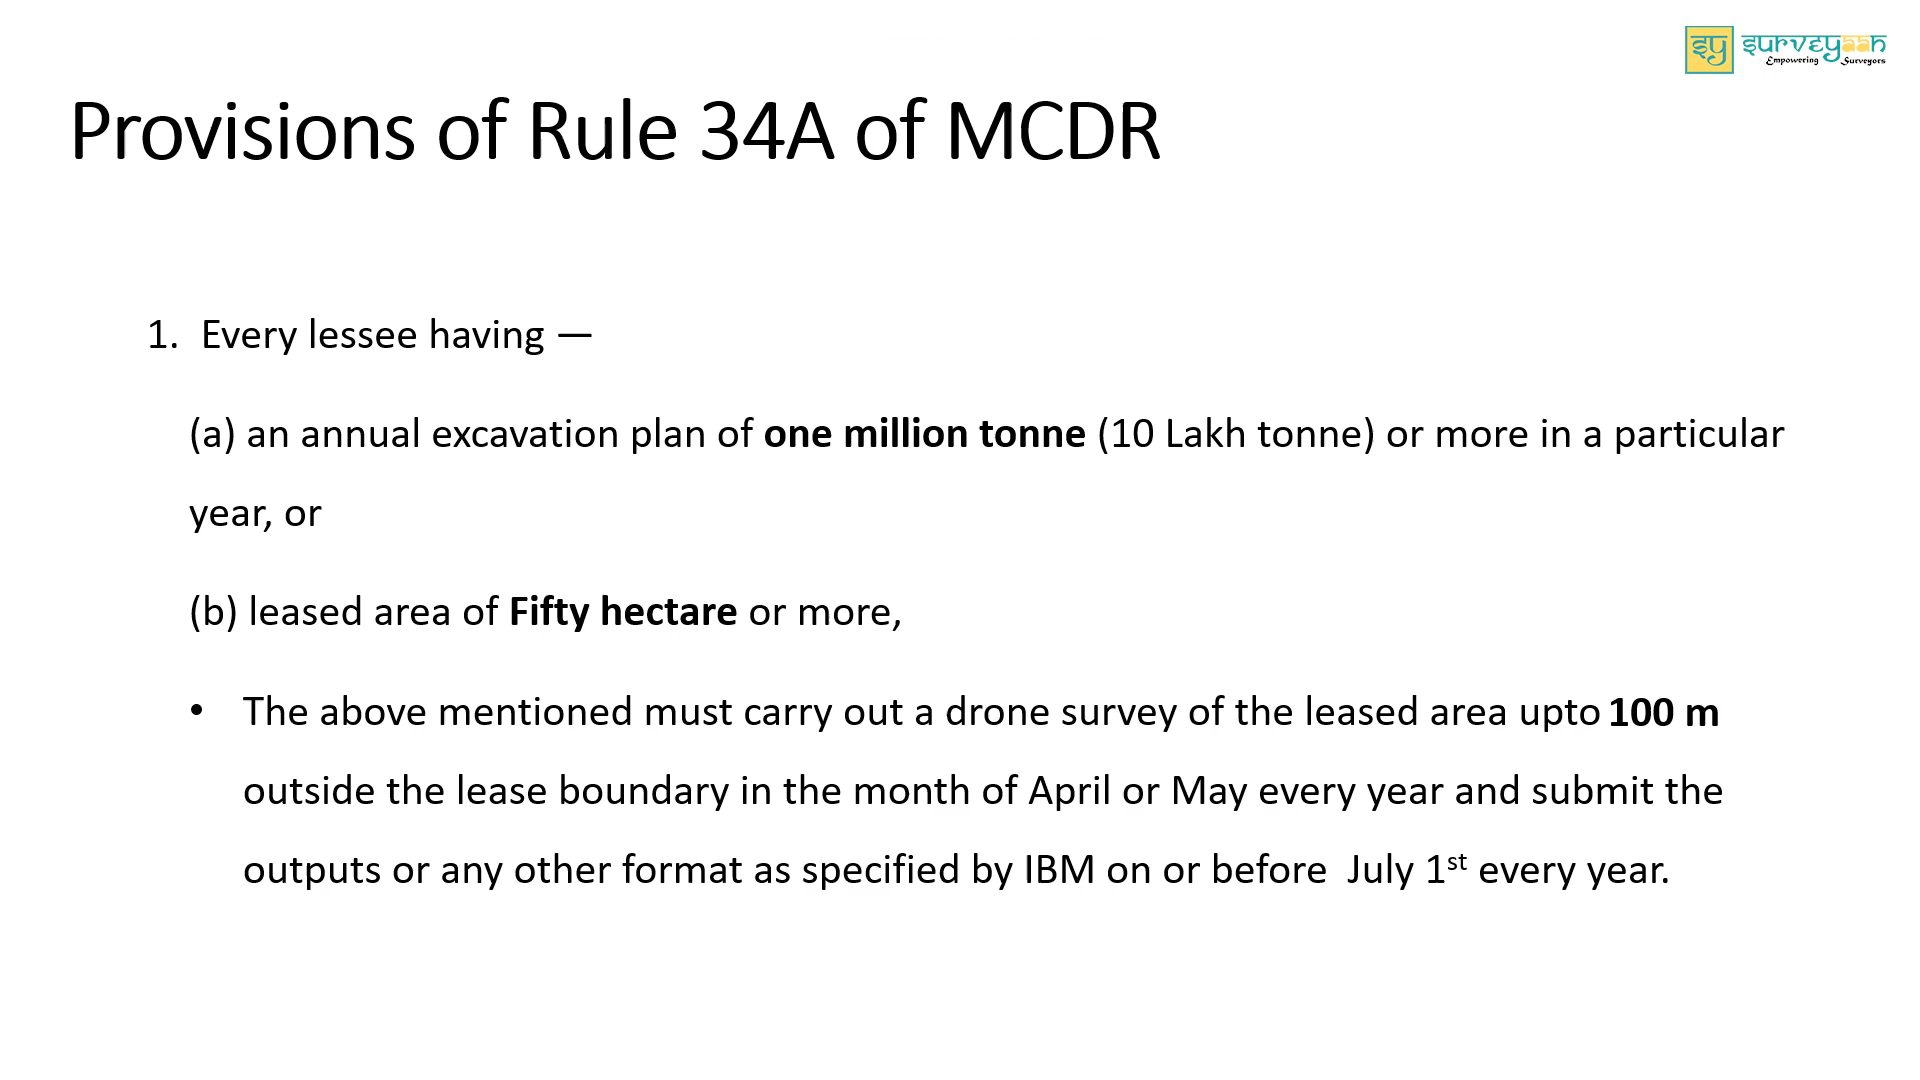 sy surveyaan
Empowering Surveyors
Provisions of Rule 34A of MCDR
1. Every lessee having —
(a) an annual excavation plan of one million tonne (10 Lakh tonne) or more in a particular
year, or
(b) leased area of Fifty hectare or more,
• The above mentioned must carry out a drone survey of the leased area upto 100 m
outside the lease boundary in the month of April or May every year and submit the
outputs or any other format as specified by IBM on or before July 1st every year.